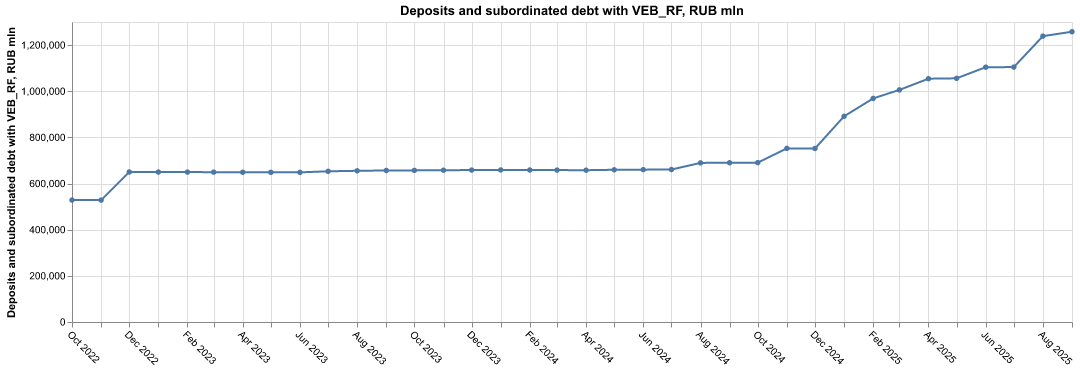 Deposits and subordinated debt with VEB_RF, RUB mln
Deposits and subordinated debt with VEB_RF, RUB mln
1,200,000
1,000,000
800,000
600,000
400,000
200,000
0
Oct 2022
Dec 2022
Feb 2023
Apr 2023
Jun 2023
Aug 2023
Oct 2023
Dec 2023
Feb 2024
Apr 2024
Jun 2024
Aug 2024
Oct 2024
Dec 2024
Feb 2025
Apr 2025
Jun 2025
Aug 2025